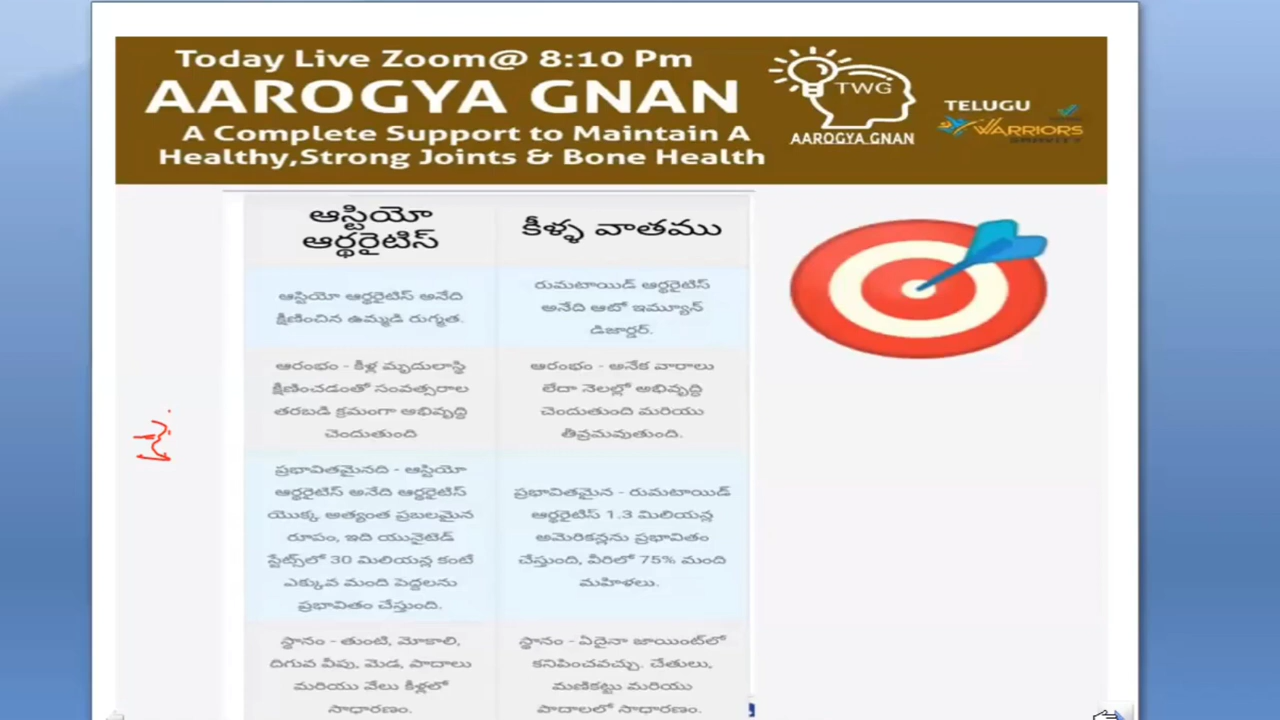 Today Live Zoom@ 8:10 Pm
AAROGYA GNAN
A Complete Support to Maintain A
Healthy,Strong Joints & Bone Health
TWG
AAROGYA GNAN
TELUGU
WARRIORS
ఆస్టియో
ఆర్థరైటిస్
కీళ్ళ వాతము
ఆస్టియో ఆర్థరైటిస్ అనేది
క్షీణించిన ఉమ్మడి రుగ్మత.
రుమటాయిడ్ ఆర్థరైటిస్
అనేది ఆటో ఇమ్యూన్
డిజార్డర్.
ఆరంభం - కీళ్ల మృదులాస్థి
క్షీణించడంతో సంవత్సరాల
తరబడి క్రమంగా అభివృద్ధి
చెందుతుంది
ఆరంభం - అనేక వారాలు
లేదా నెలల్లో అభివృద్ధి
చెందుతుంది మరియు
తీవ్రమవుతుంది.
ప్రభావితమైనది - ఆస్టియో
ఆర్థరైటిస్ అనేది ఆర్థరైటిస్
యొక్క అత్యంత ప్రబలమైన
రూపం, ఇది యునైటెడ్
స్టేట్స్‌లో 30 మిలియన్ల కంటే
ఎక్కువ మంది పెద్దలను
ప్రభావితం చేస్తుంది.
ప్రభావితమైన - రుమటాయిడ్
ఆర్థరైటిస్ 1.3 మిలియన్ల
అమెరికన్లను ప్రభావితం
చేస్తుంది, వీరిలో 75% మంది
మహిళలు.
స్థానం - తుంటి, మోకాలి,
దిగువ వీపు, మెడ, పాదాలు
మరియు వేలు కీళ్లలో
సాధారణం.
స్థానం - ఏదైనా జాయింట్‌లో
కనిపించవచ్చు. చేతులు,
మణికట్టు మరియు
పాదాలలో సాధారణం.